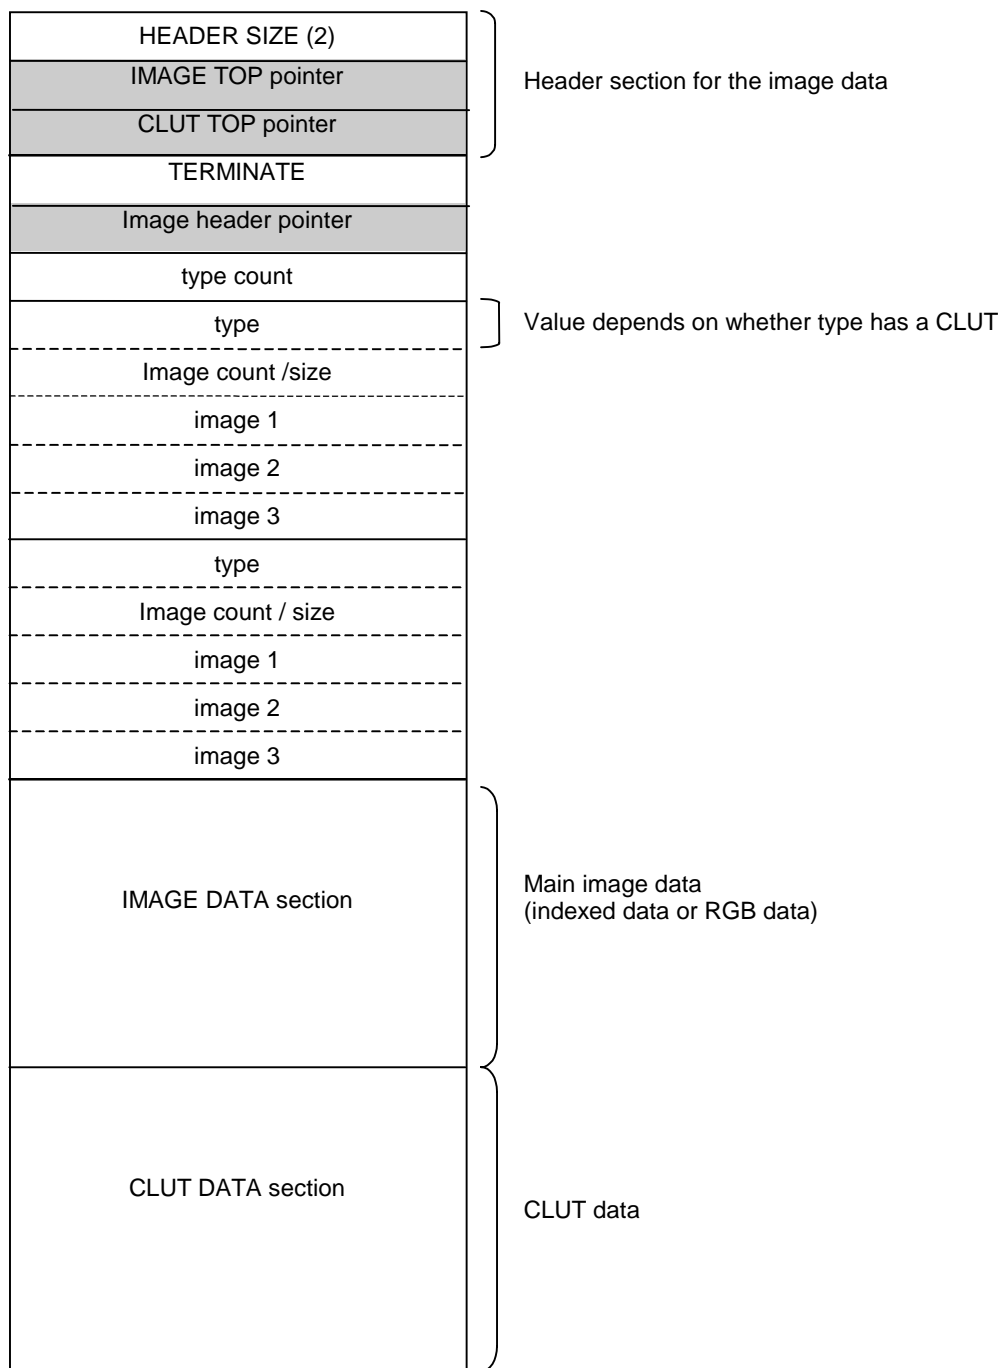 HEADER SIZE (2)
IMAGE TOP pointer
Header section for the image data
CLUT TOP pointer
TERMINATE
Image header pointer
type count
type
Value depends on whether type has a CLUT
Image count /size
image 1
image 2
image 3
type
Image count / size
image 1
image 2
image 3
IMAGE DATA section
Main image data
(indexed data or RGB data)
CLUT DATA section
CLUT data